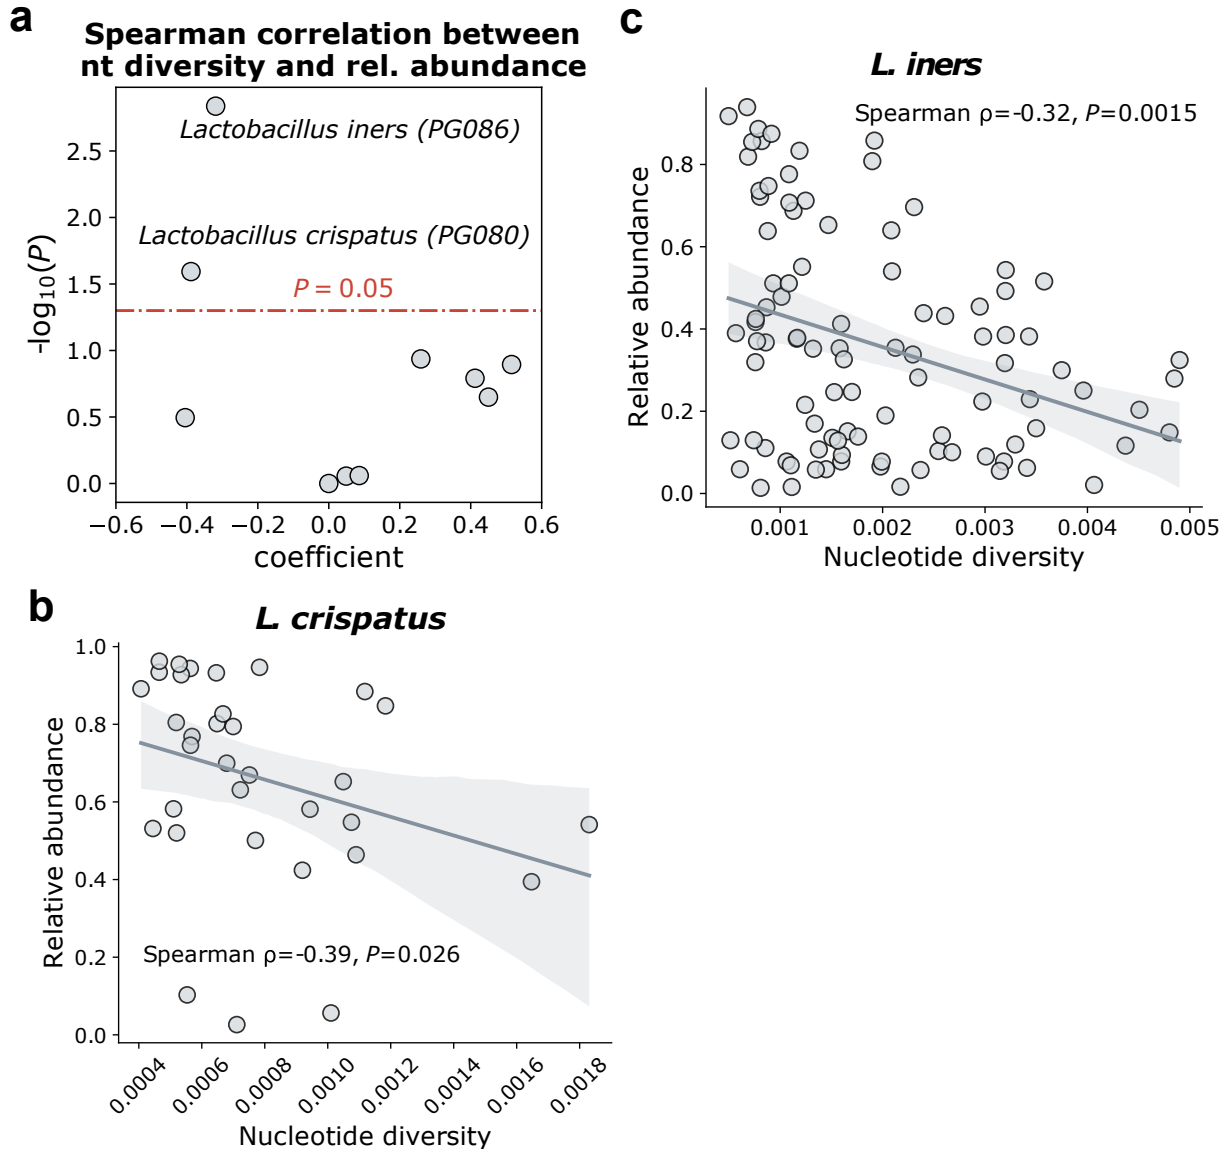 a
Spearman correlation between
nt diversity and rel. abundance
Lactobacillus iners (PG086)
Lactobacillus crispatus (PG080)
P = 0.05
-log10(P)
2.5
2.0
1.5
1.0
0.5
0.0
−0.6 −0.4 −0.2 0.0 0.2 0.4 0.6
coefficient
b
L. crispatus
Relative abundance
1.0
0.8
0.6
0.4
0.2
0.0
Spearman ρ=-0.39, P=0.026
0.0004 0.0006 0.0008 0.0010 0.0012 0.0014 0.0016 0.0018
Nucleotide diversity
c
L. iners
Spearman ρ=-0.32, P=0.0015
Relative abundance
0.8
0.6
0.4
0.2
0.0
0.001 0.002 0.003 0.004 0.005
Nucleotide diversity